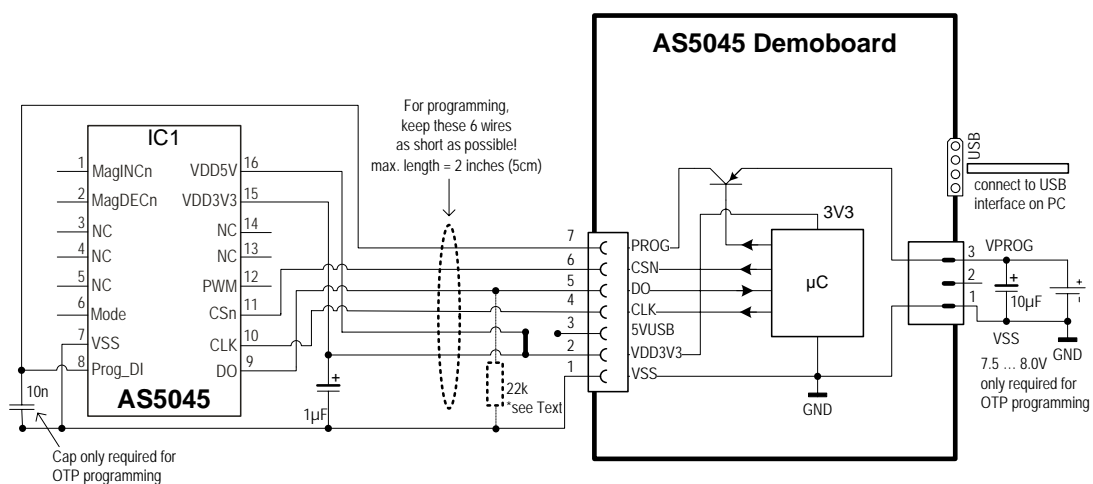 AS5045 Demoboard
For programming,
keep these 6 wires
as short as possible!
max. length = 2 inches (5cm)
IC1
1 MagINCn
2 MagDECn
3 NC
4 NC
5 NC
6 Mode
7 VSS
8 Prog_DI
VDD5V 16
VDD3V3 15
NC 14
NC 13
PWM 12
CSn 11
CLK 10
DO 9
AS5045
10n
Cap only required for
OTP programming
1µF
+
22k
*see Text
7 PROG
6 CSN
5 DO
4 CLK
3 5VUSB
2 VDD3V3
1 VSS
3V3
µC
GND
USB
connect to USB
interface on PC
3 VPROG
2
1
+
10µF
+
-
VSS
GND
7.5 ... 8.0V
only required for
OTP programming